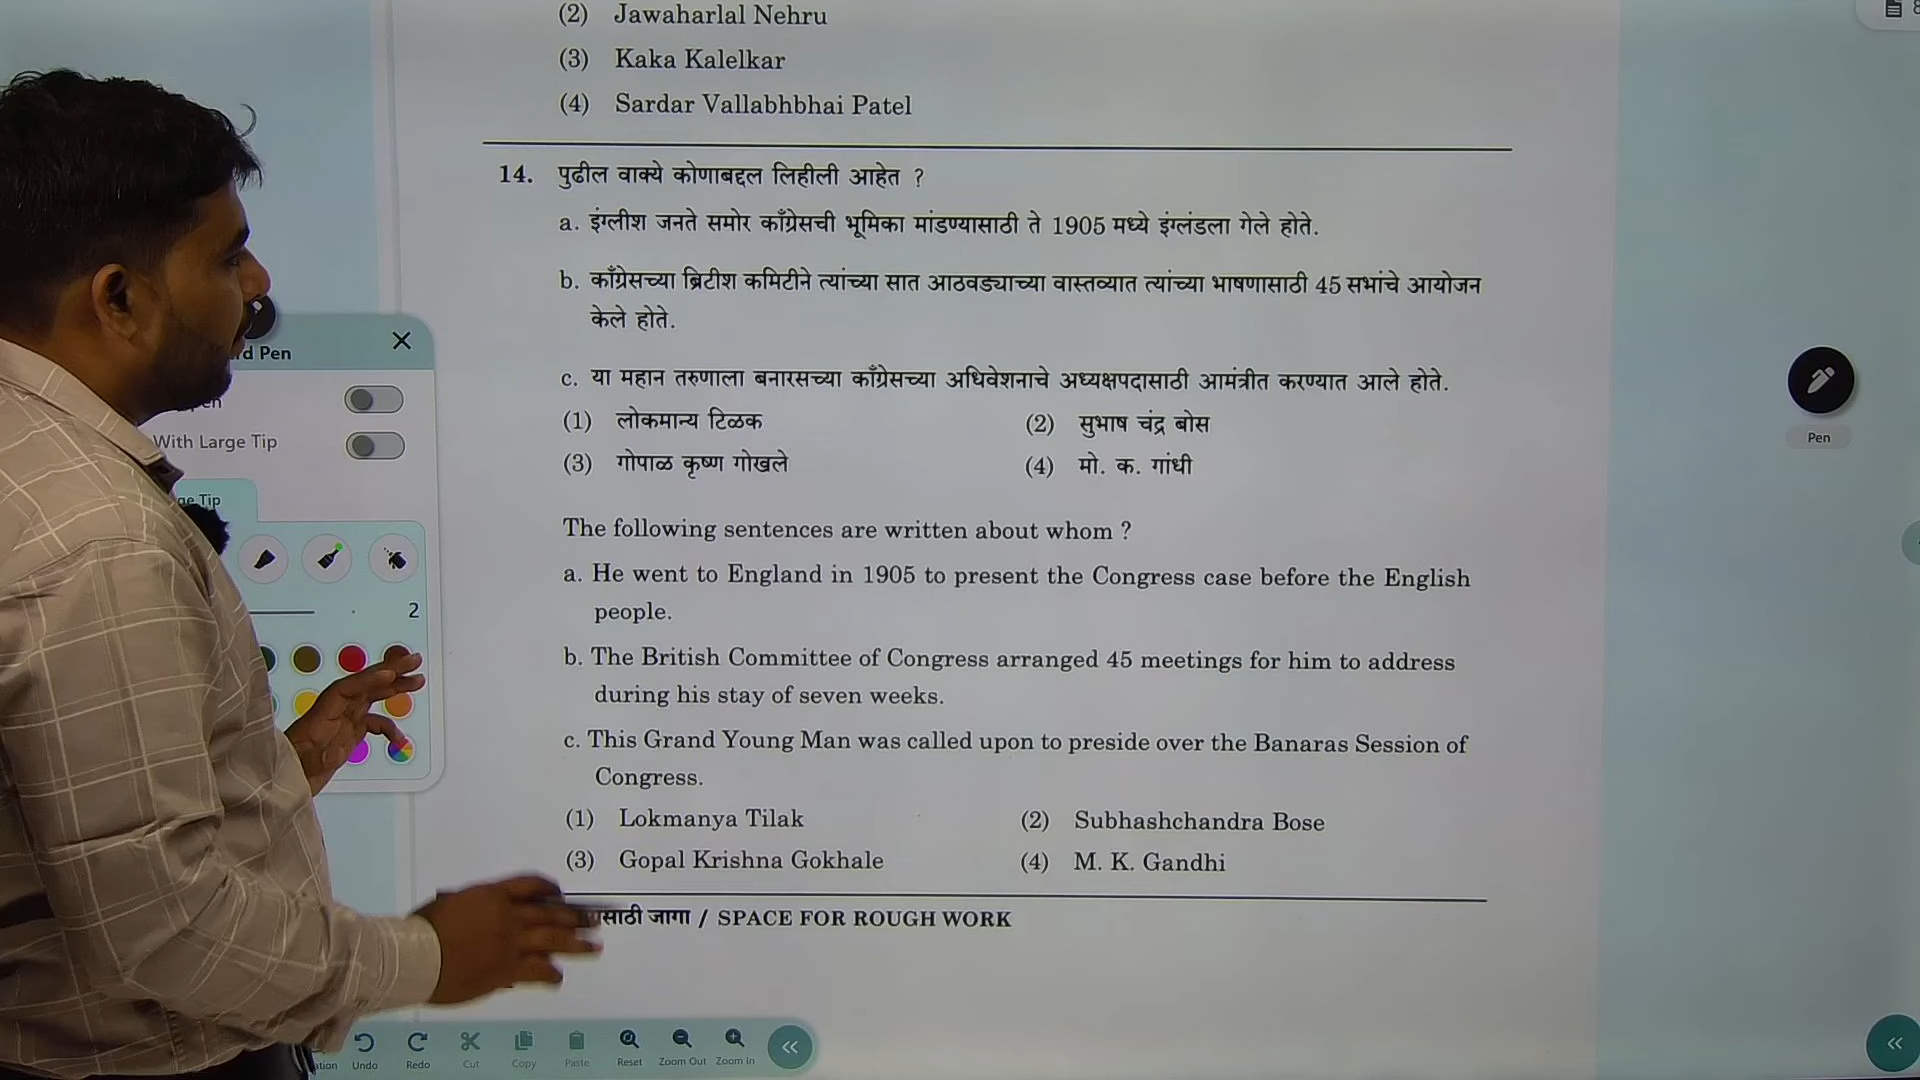 (2) Jawaharlal Nehru
(3) Kaka Kalelkar
(4) Sardar Vallabhbhai Patel
14. पुढील वाक्ये कोणाबद्दल लिहीली आहेत ?
a. इंग्लीश जनते समोर काँग्रेसची भूमिका मांडण्यासाठी ते 1905 मध्ये इंग्लंडला गेले होते.
b. काँग्रेसच्या ब्रिटीश कमिटीने त्यांच्या सात आठवड्याच्या वास्तव्यात त्यांच्या भाषणासाठी 45 सभांचे आयोजन
केले होते.
c. या महान तरुणाला बनारसच्या काँग्रेसच्या अधिवेशनाचे अध्यक्षपदासाठी आमंत्रीत करण्यात आले होते.
(1) लोकमान्य टिळक (2) सुभाष चंद्र बोस
(3) गोपाळ कृष्ण गोखले (4) मो. क. गांधी
The following sentences are written about whom ?
a. He went to England in 1905 to present the Congress case before the English
people.
b. The British Committee of Congress arranged 45 meetings for him to address
during his stay of seven weeks.
c. This Grand Young Man was called upon to preside over the Banaras Session of
Congress.
(1) Lokmanya Tilak (2) Subhashchandra Bose
(3) Gopal Krishna Gokhale (4) M. K. Gandhi
जागा / SPACE FOR ROUGH WORK
Pen
With Large Tip
Tip
2
Pen
Undo Redo Cut Copy Paste Reset Zoom Out Zoom In